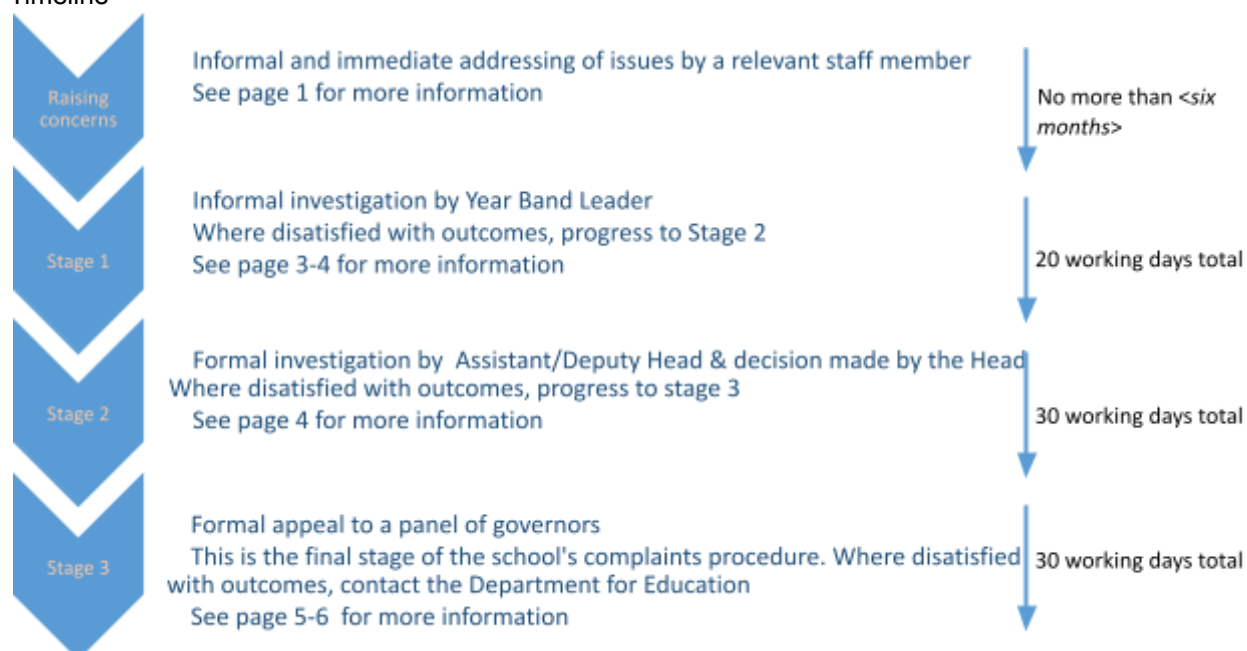 Timeline
Raising
concerns
Informal and immediate addressing of issues by a relevant staff member
See page 1 for more information
No more than <six
months>
Stage 1
Informal investigation by Year Band Leader
Where disatisfied with outcomes, progress to Stage 2
See page 3-4 for more information
20 working days total
Stage 2
Formal investigation by Assistant/Deputy Head & decision made by the Head
Where disatisfied with outcomes, progress to stage 3
See page 4 for more information
30 working days total
Stage 3
Formal appeal to a panel of governors
This is the final stage of the school's complaints procedure. Where disatisfied
with outcomes, contact the Department for Education
See page 5-6 for more information
30 working days total